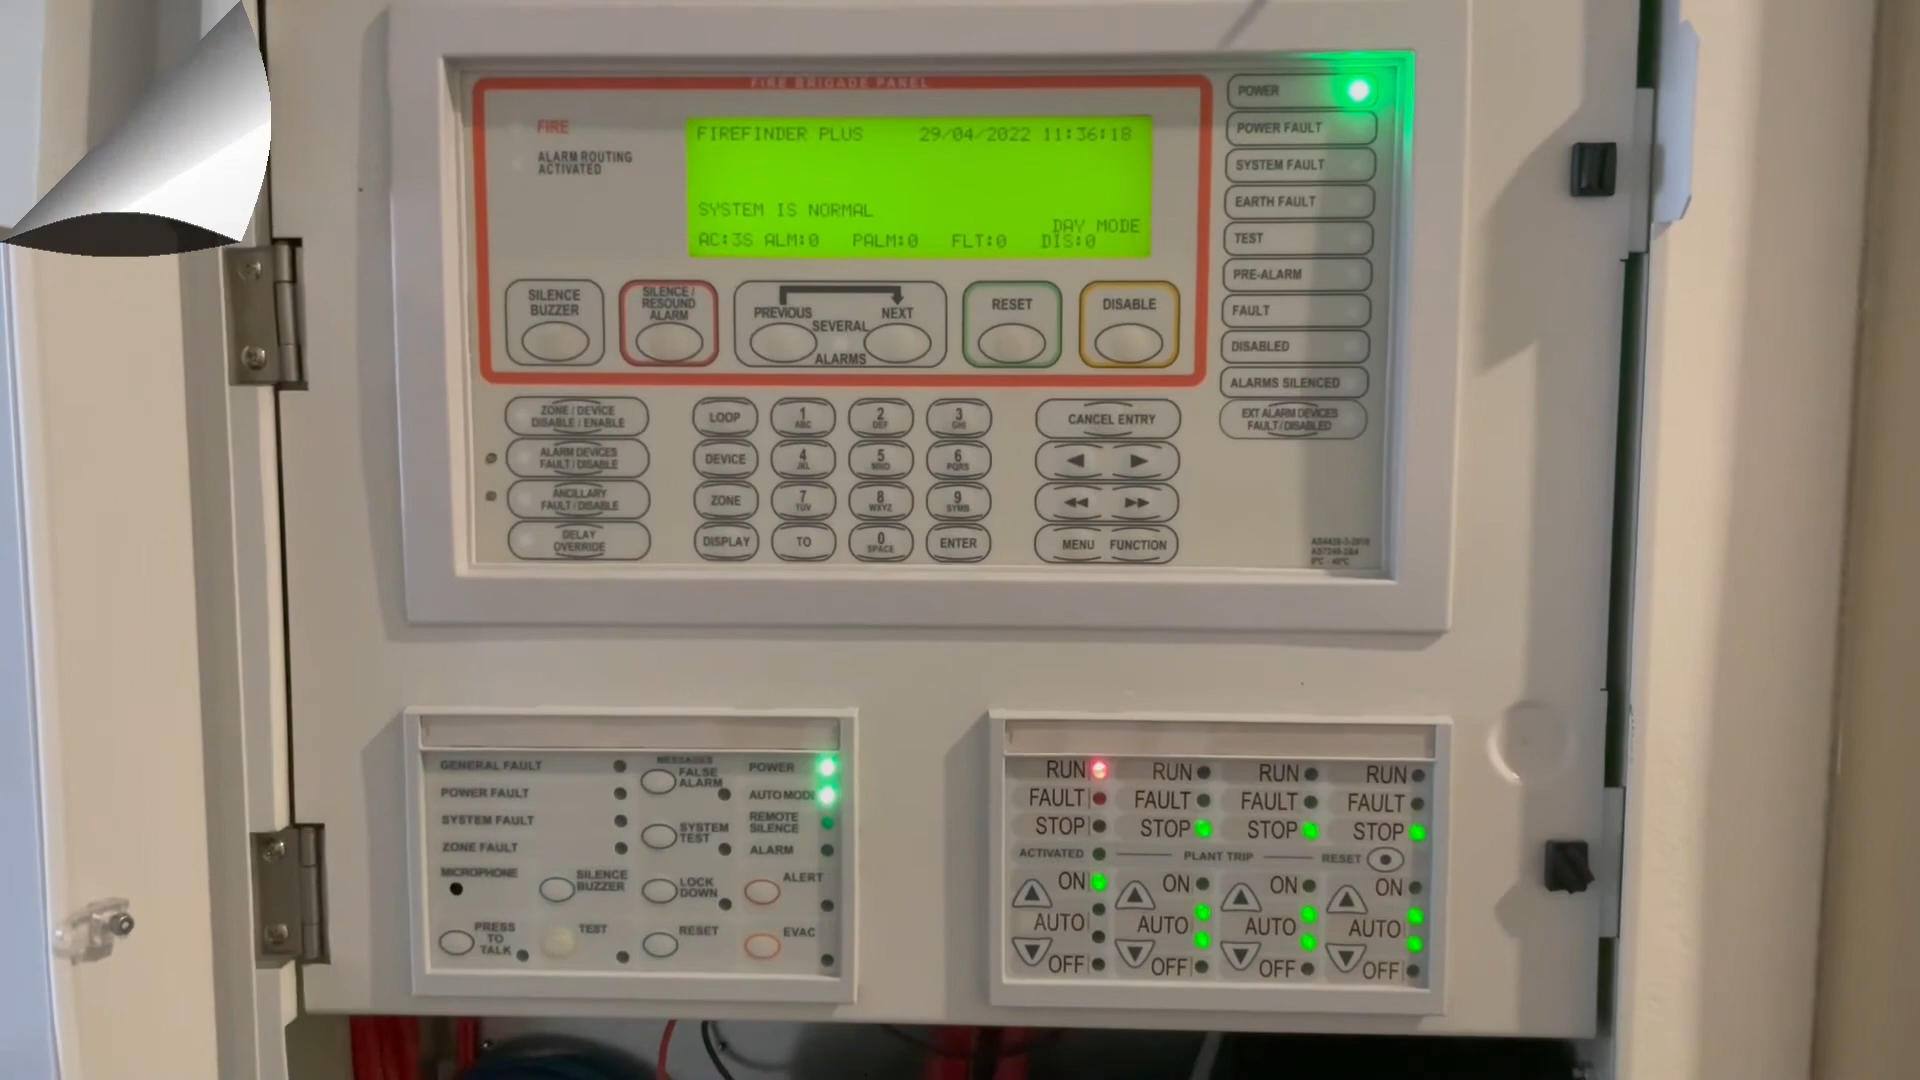 FIRE BRIGADE PANEL
FIRE
ALARM ROUTING
ACTIVATED
FIREFINDER PLUS 29/04/2022 11:36:18
SYSTEM IS NORMAL
DAY MODE
AC:3S ALM:0 PALM:0 FLT:0 DIS:0
SILENCE
BUZZER
SILENCE /
RESOUND
ALARM
PREVIOUS NEXT
SEVERAL
ALARMS
RESET
DISABLE
POWER
POWER FAULT
SYSTEM FAULT
EARTH FAULT
TEST
PRE-ALARM
FAULT
DISABLED
ALARMS SILENCED
EXT ALARM DEVICES
FAULT / DISABLED
ZONE / DEVICE
DISABLE / ENABLE
ALARM DEVICES
FAULT / DISABLE
ANCILLARY
FAULT / DISABLE
DELAY
OVERRIDE
LOOP 1 2 3
ABC DEF GHI
DEVICE 4 5 6
JKL MNO PQRS
ZONE 7 8 9
TUV WXYZ SYMB
DISPLAY TO 0 ENTER
SPACE
CANCEL ENTRY
MENU FUNCTION
GENERAL FAULT
POWER FAULT
SYSTEM FAULT
ZONE FAULT
MICROPHONE
PRESS
TO
TALK
SILENCE
BUZZER
TEST
MESSAGES
FALSE
ALARM
SYSTEM
TEST
LOCK
DOWN
RESET
POWER
AUTO MODE
REMOTE
SILENCE
ALARM
ALERT
EVAC
RUN RUN RUN RUN
FAULT FAULT FAULT FAULT
STOP STOP STOP STOP
ACTIVATED PLANT TRIP RESET
ON ON ON ON
AUTO AUTO AUTO AUTO
OFF OFF OFF OFF